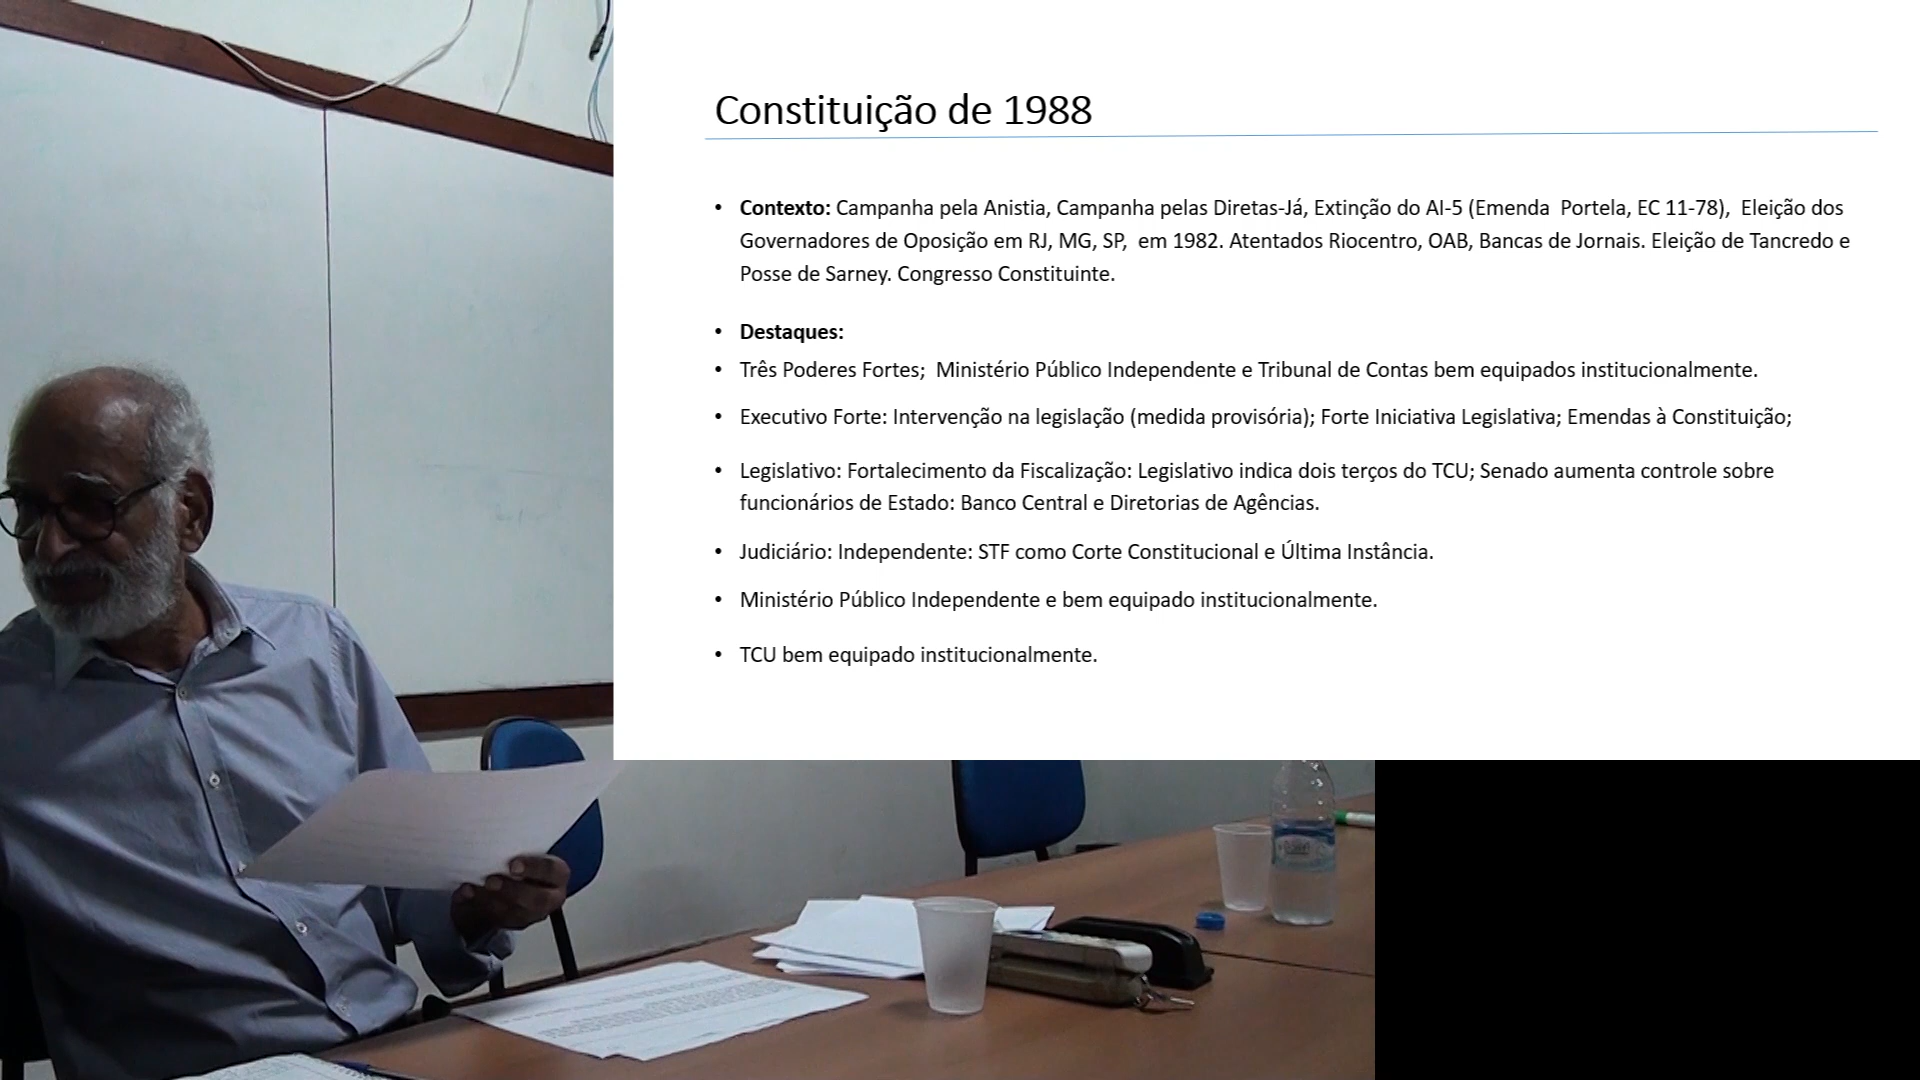 Constituição de 1988
• Contexto: Campanha pela Anistia, Campanha pelas Diretas-Já, Extinção do AI-5 (Emenda  Portela, EC 11-78),  Eleição dos
Governadores de Oposição em RJ, MG, SP,  em 1982. Atentados Riocentro, OAB, Bancas de Jornais. Eleição de Tancredo e
Posse de Sarney. Congresso Constituinte.
• Destaques:
• Três Poderes Fortes;  Ministério Público Independente e Tribunal de Contas bem equipados institucionalmente.
• Executivo Forte: Intervenção na legislação (medida provisória); Forte Iniciativa Legislativa; Emendas à Constituição;
• Legislativo: Fortalecimento da Fiscalização: Legislativo indica dois terços do TCU; Senado aumenta controle sobre
funcionários de Estado: Banco Central e Diretorias de Agências.
• Judiciário: Independente: STF como Corte Constitucional e Última Instância.
• Ministério Público Independente e bem equipado institucionalmente.
• TCU bem equipado institucionalmente.